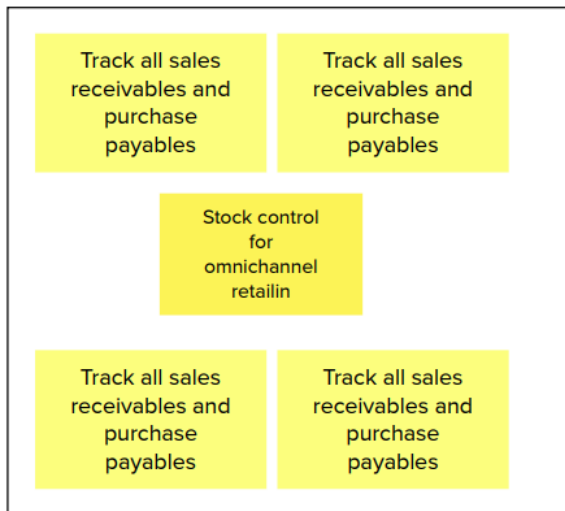 Track all sales
receivables and
purchase
payables
Track all sales
receivables and
purchase
payables
Stock control
for
omnichannel
retailin
Track all sales
receivables and
purchase
payables
Track all sales
receivables and
purchase
payables